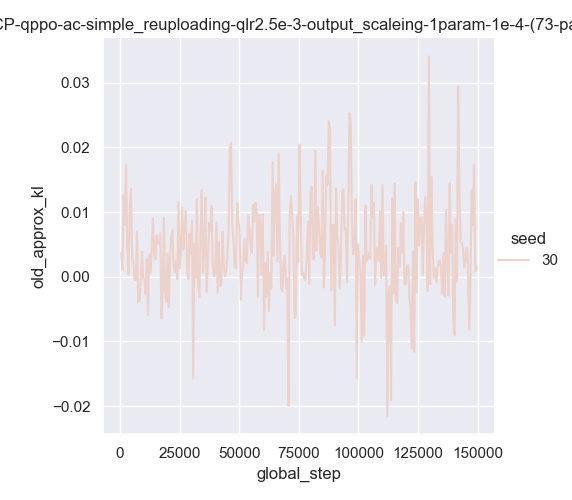 CP-qppo-ac-simple_reuploading-qlr2.5e-3-output_scaleing-1param-1e-4-(73-pa
0.03
0.02
0.01
0.00
−0.01
−0.02
old_approx_kl
0 25000 50000 75000 100000 125000 150000
global_step
seed
30